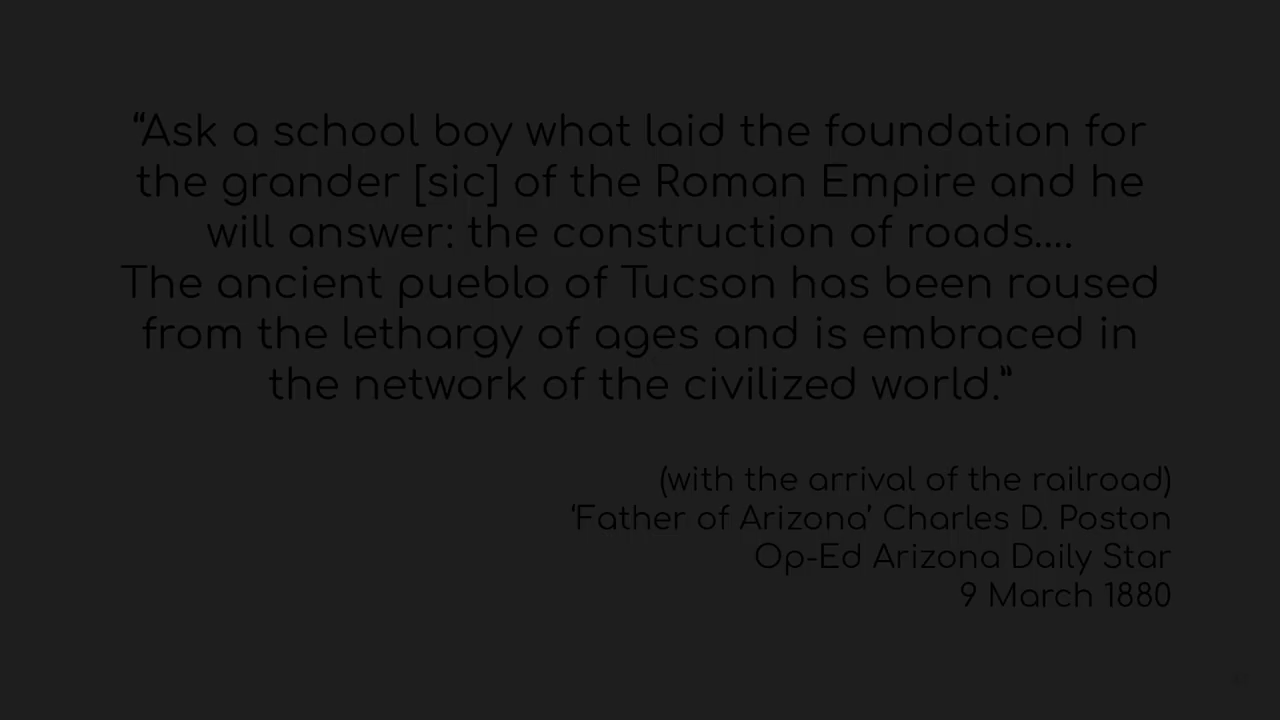 “Ask a school boy what laid the foundation for
the grander [sic] of the Roman Empire and he
will answer: the construction of roads....
The ancient pueblo of Tucson has been roused
from the lethargy of ages and is embraced in
the network of the civilized world.”
(with the arrival of the railroad)
‘Father of Arizona’ Charles D. Poston
Op-Ed Arizona Daily Star
9 March 1880